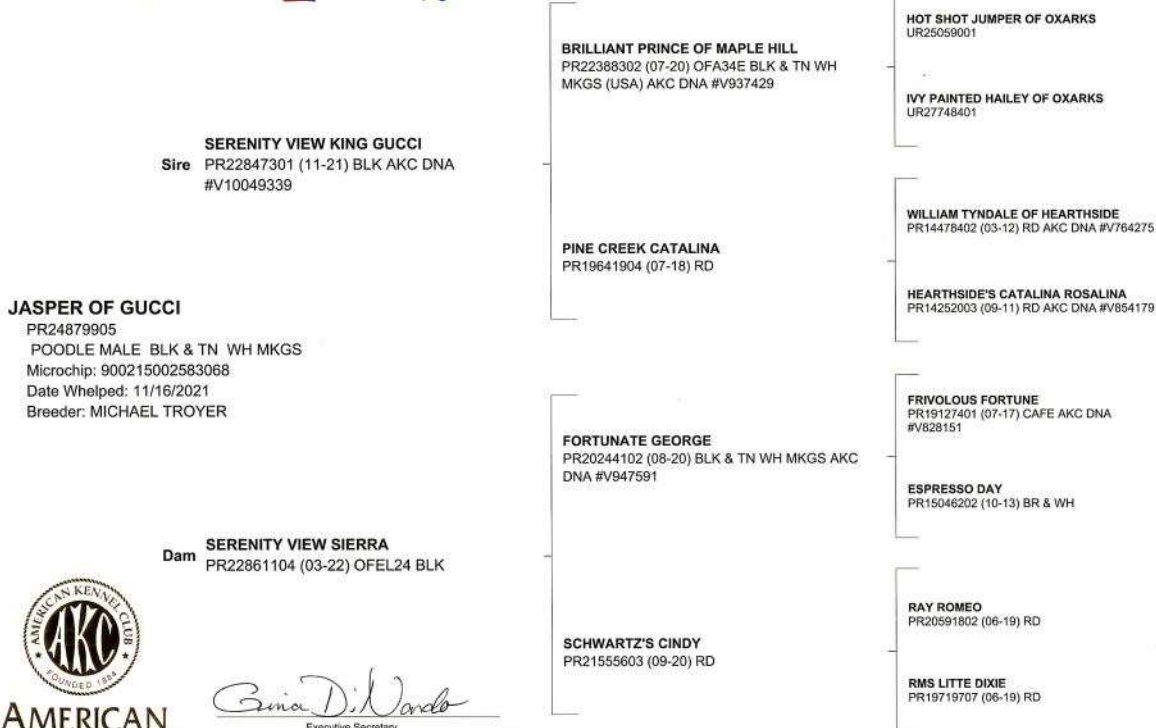 HOT SHOT JUMPER OF OXARKS
UR25059001
BRILLIANT PRINCE OF MAPLE HILL
PR22388302 (07-20) OFA34E BLK & TN WH
MKGS (USA) AKC DNA #V937429
IVY PAINTED HAILEY OF OXARKS
UR27748401
SERENITY VIEW KING GUCCI
Sire PR22847301 (11-21) BLK AKC DNA
#V10049339
WILLIAM TYNDALE OF HEARTHSIDE
PR14478402 (03-12) RD AKC DNA #V764275
PINE CREEK CATALINA
PR19641904 (07-18) RD
HEARTHSIDE'S CATALINA ROSALINA
PR14252003 (09-11) RD AKC DNA #V854179
JASPER OF GUCCI
PR24879905
POODLE MALE BLK & TN WH MKGS
Microchip: 900215002583068
Date Whelped: 11/16/2021
Breeder: MICHAEL TROYER
FRIVOLOUS FORTUNE
PR19127401 (07-17) CAFE AKC DNA
#V828151
FORTUNATE GEORGE
PR20244102 (08-20) BLK & TN WH MKGS AKC
DNA #V947591
ESPRESSO DAY
PR15046202 (10-13) BR & WH
SERENITY VIEW SIERRA
Dam PR22861104 (03-22) OFEL24 BLK
RAY ROMEO
PR20591802 (06-19) RD
SCHWARTZ'S CINDY
PR21555603 (09-20) RD
RMS LITTE DIXIE
PR19719707 (06-19) RD
AMERICAN KENNEL CLUB
AKC
FOUNDED 1884
AMERICAN
Gina DiNardo
Executive Secretary